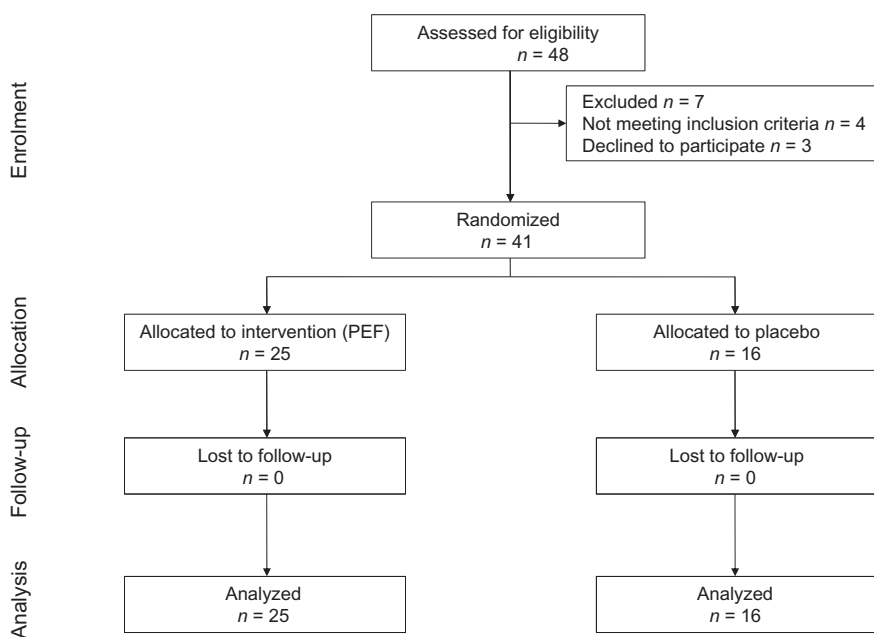 Assessed for eligibility
n = 48
Enrolment
Excluded n = 7
Not meeting inclusion criteria n = 4
Declined to participate n = 3
Randomized
n = 41
Allocation
Allocated to intervention (PEF)
n = 25
Allocated to placebo
n = 16
Follow-up
Lost to follow-up
n = 0
Lost to follow-up
n = 0
Analysis
Analyzed
n = 25
Analyzed
n = 16